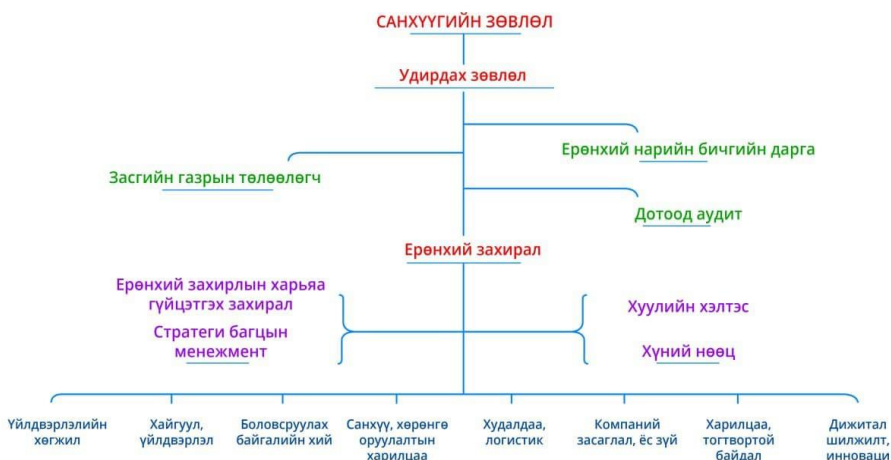 САНХҮҮГИЙН ЗӨВЛӨЛ
Удирдах зөвлөл
Ерөнхий нарийн бичгийн дарга
Засгийн газрын төлөөлөгч
Дотоод аудит
Ерөнхий захирал
Ерөнхий захирлын харьяа
гүйцэтгэх захирал
Стратеги багцын
менежмент
Хуулийн хэлтэс
Хүний нөөц
Үйлдвэрлэлийн
хөгжил
Хайгуул,
үйлдвэрлэл
Боловсруулах
байгалийн хий
Санхүү, хөрөнгө
оруулалтын
харилцаа
Худалдаа,
логистик
Компаний
засаглал, ёс зүй
Харилцаа,
тогтвортой
байдал
Дижитал
шилжилт,
инноваци